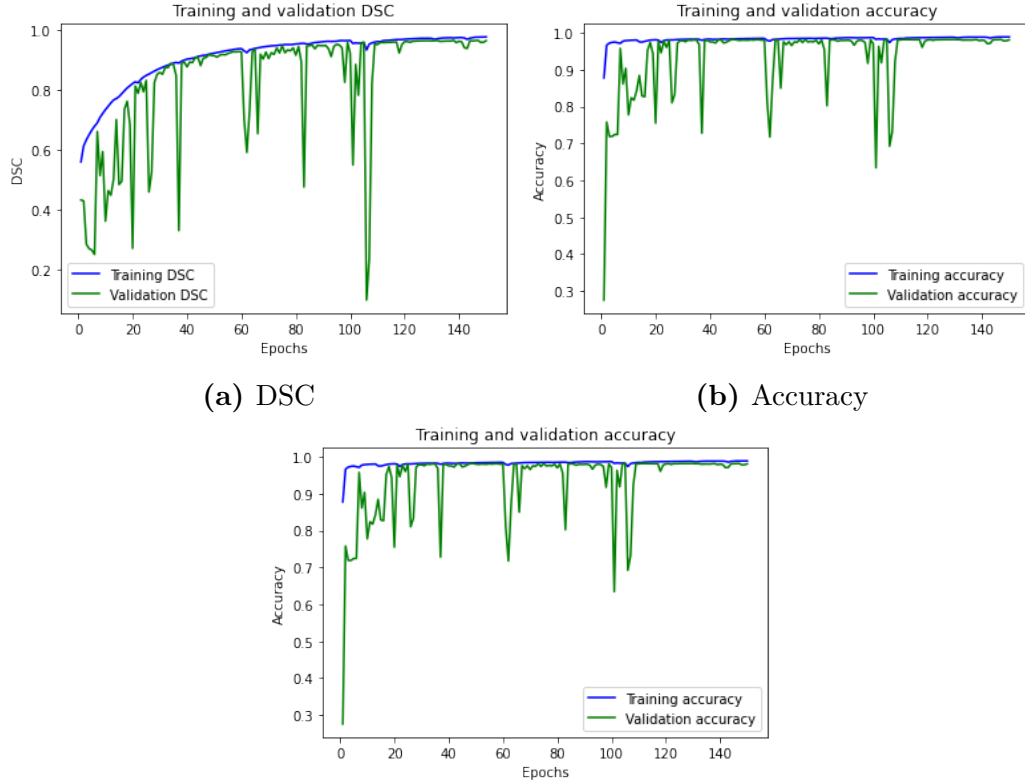 Training and validation DSC
1.0
0.8
0.6
0.4
0.2
DSC
Training DSC
Validation DSC
0 20 40 60 80 100 120 140
Epochs
(a) DSC
Training and validation accuracy
1.0
0.9
0.8
0.7
0.6
0.5
0.4
0.3
Accuracy
Training accuracy
Validation accuracy
0 20 40 60 80 100 120 140
Epochs
(b) Accuracy
Training and validation accuracy
1.0
0.9
0.8
0.7
0.6
0.5
0.4
0.3
Accuracy
Training accuracy
Validation accuracy
0 20 40 60 80 100 120 140
Epochs